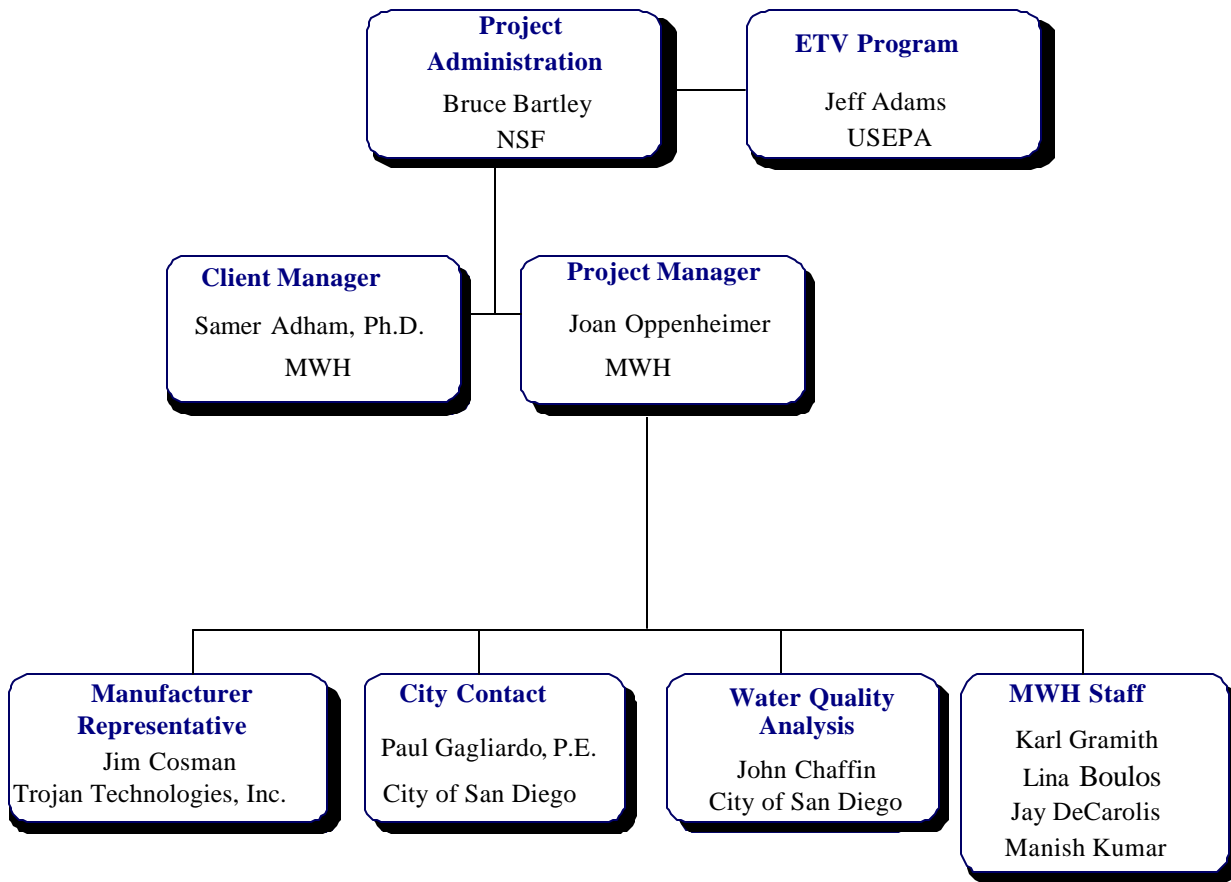 Project
Administration
Bruce Bartley
NSF
ETV Program
Jeff Adams
USEPA
Client Manager
Samer Adham, Ph.D.
MWH
Project Manager
Joan Oppenheimer
MWH
Manufacturer
Representative
Jim Cosman
Trojan Technologies, Inc.
City Contact
Paul Gagliardo, P.E.
City of San Diego
Water Quality
Analysis
John Chaffin
City of San Diego
MWH Staff
Karl Gramith
Lina Boulos
Jay DeCarolis
Manish Kumar